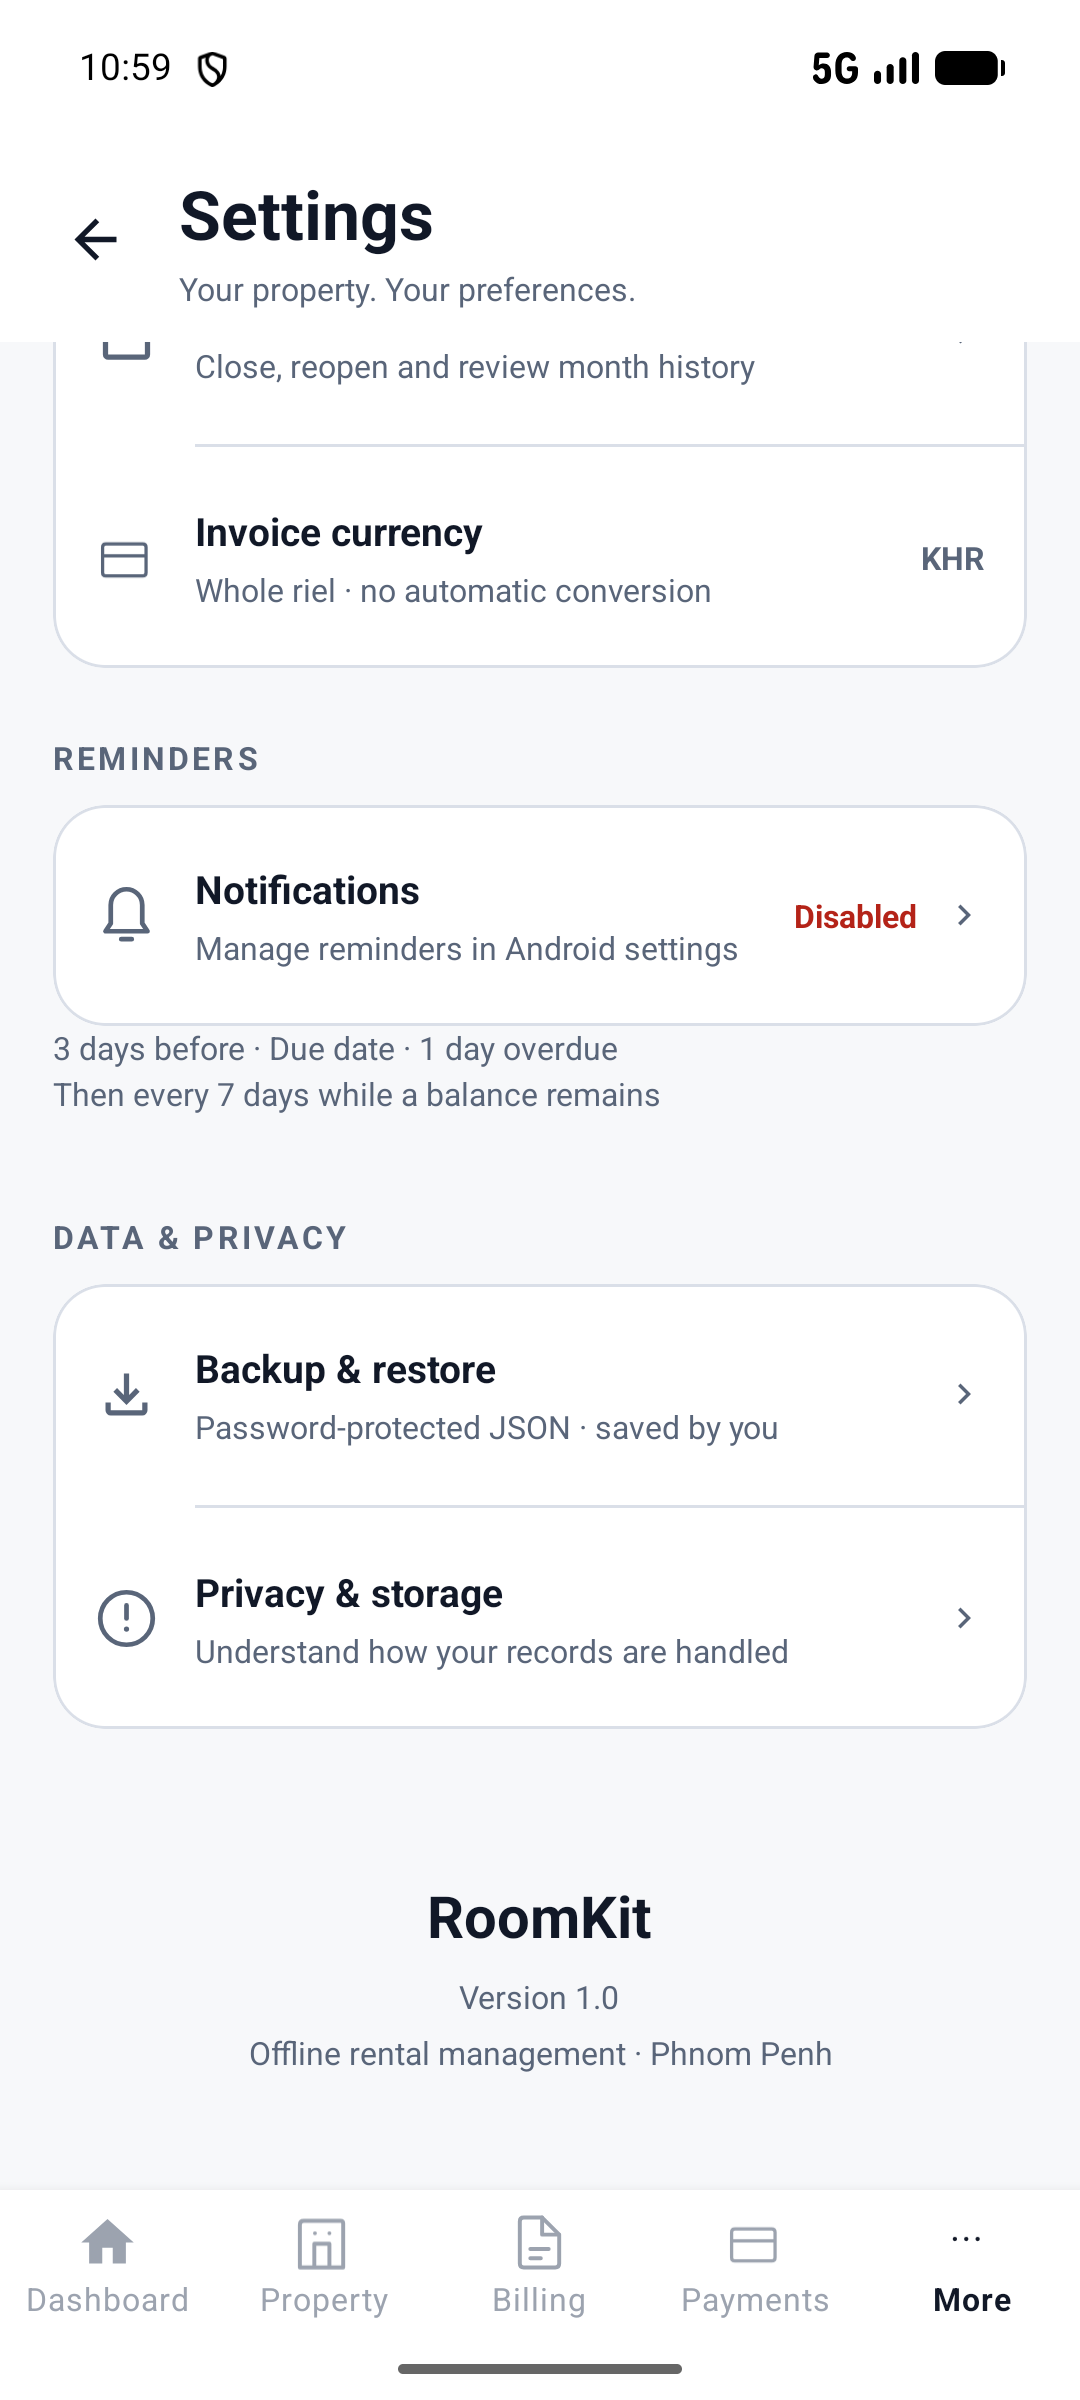 10:59
5G
Settings
Your property. Your preferences.
Close, reopen and review month history
Invoice currency
Whole riel · no automatic conversion
KHR
REMINDERS
Notifications
Manage reminders in Android settings
Disabled
3 days before · Due date · 1 day overdue
Then every 7 days while a balance remains
DATA & PRIVACY
Backup & restore
Password-protected JSON · saved by you
Privacy & storage
Understand how your records are handled
RoomKit
Version 1.0
Offline rental management · Phnom Penh
Dashboard
Property
Billing
Payments
More